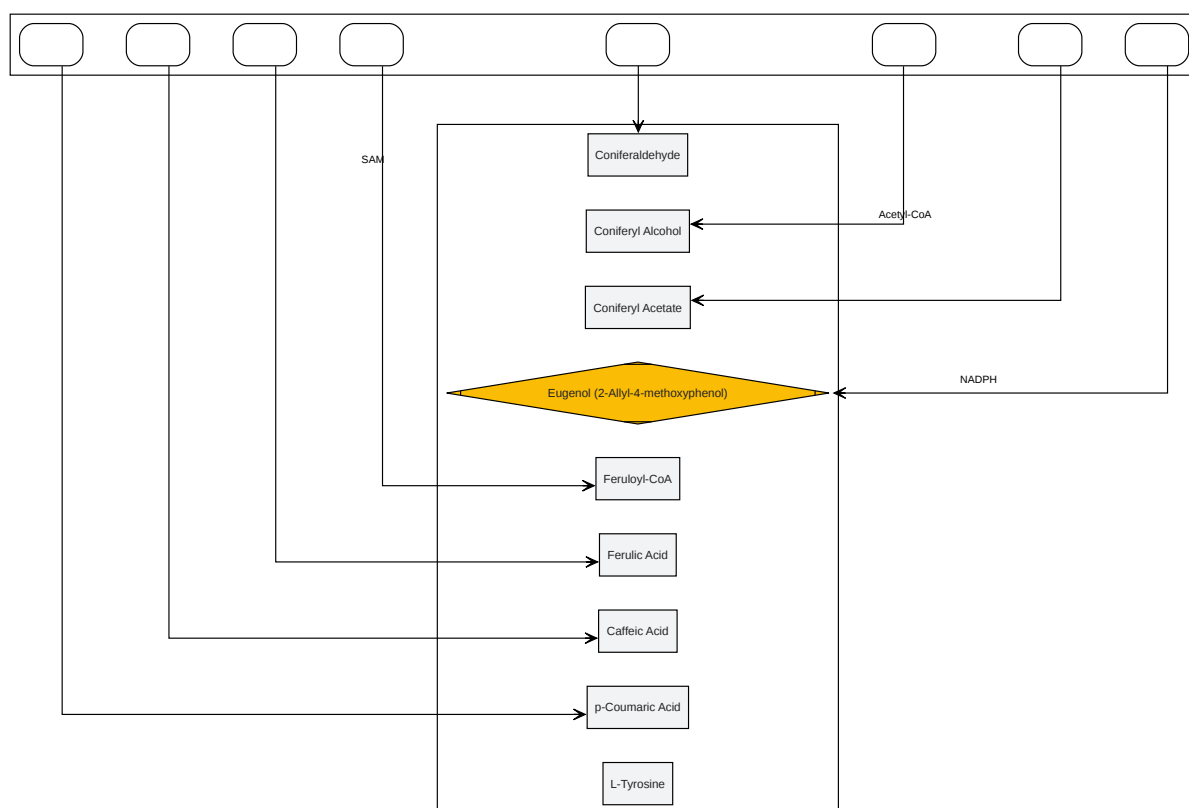 Coniferaldehyde
SAM
Acetyl-CoA
Coniferyl Alcohol
Coniferyl Acetate
NADPH
Eugenol (2-Allyl-4-methoxyphenol)
Feruloyl-CoA
Ferulic Acid
Caffeic Acid
p-Coumaric Acid
L-Tyrosine